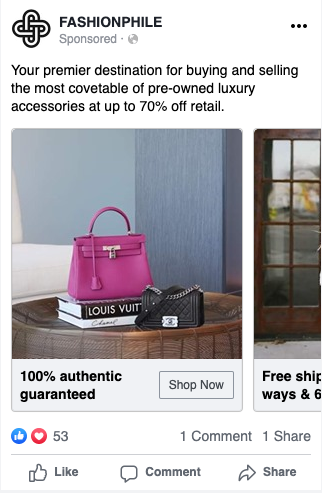 FASHIONPHILE
Sponsored ·
Your premier destination for buying and selling
the most covetable of pre-owned luxury
accessories at up to 70% off retail.
LOUIS VUIT
Chanel
100% authentic
guaranteed
Shop Now
Free ship
ways & 6
53
1 Comment 1 Share
Like
Comment
Share